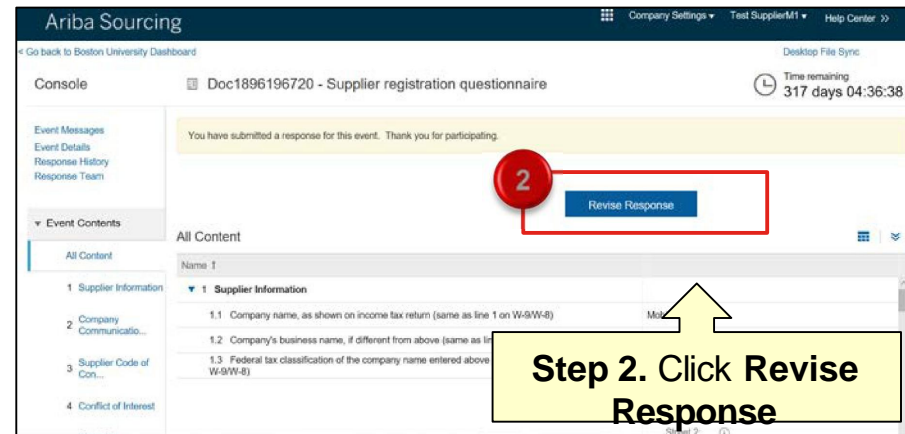 Ariba Sourcing
Company Settings ▾ Test SupplierM1 ▾ Help Center >>
< Go back to Boston University Dashboard
Desktop File Sync
Console
Doc1896196720 - Supplier registration questionnaire
Time remaining
317 days 04:36:38
Event Messages
Event Details
Response History
Response Team
You have submitted a response for this event. Thank you for participating.
2
Revise Response
▼ Event Contents
All Content
All Content
Name ↑
1 Supplier Information
▼ 1 Supplier Information
1.1 Company name, as shown on income tax return (same as line 1 on W-9/W-8)
2 Company Communicatio...
1.2 Company's business name, if different from above (same as
3 Supplier Code of Con...
1.3 Federal tax classification of the company name entered above
W-9/W-8)
4 Conflict of Interest
Step 2. Click Revise
Response
Street 2